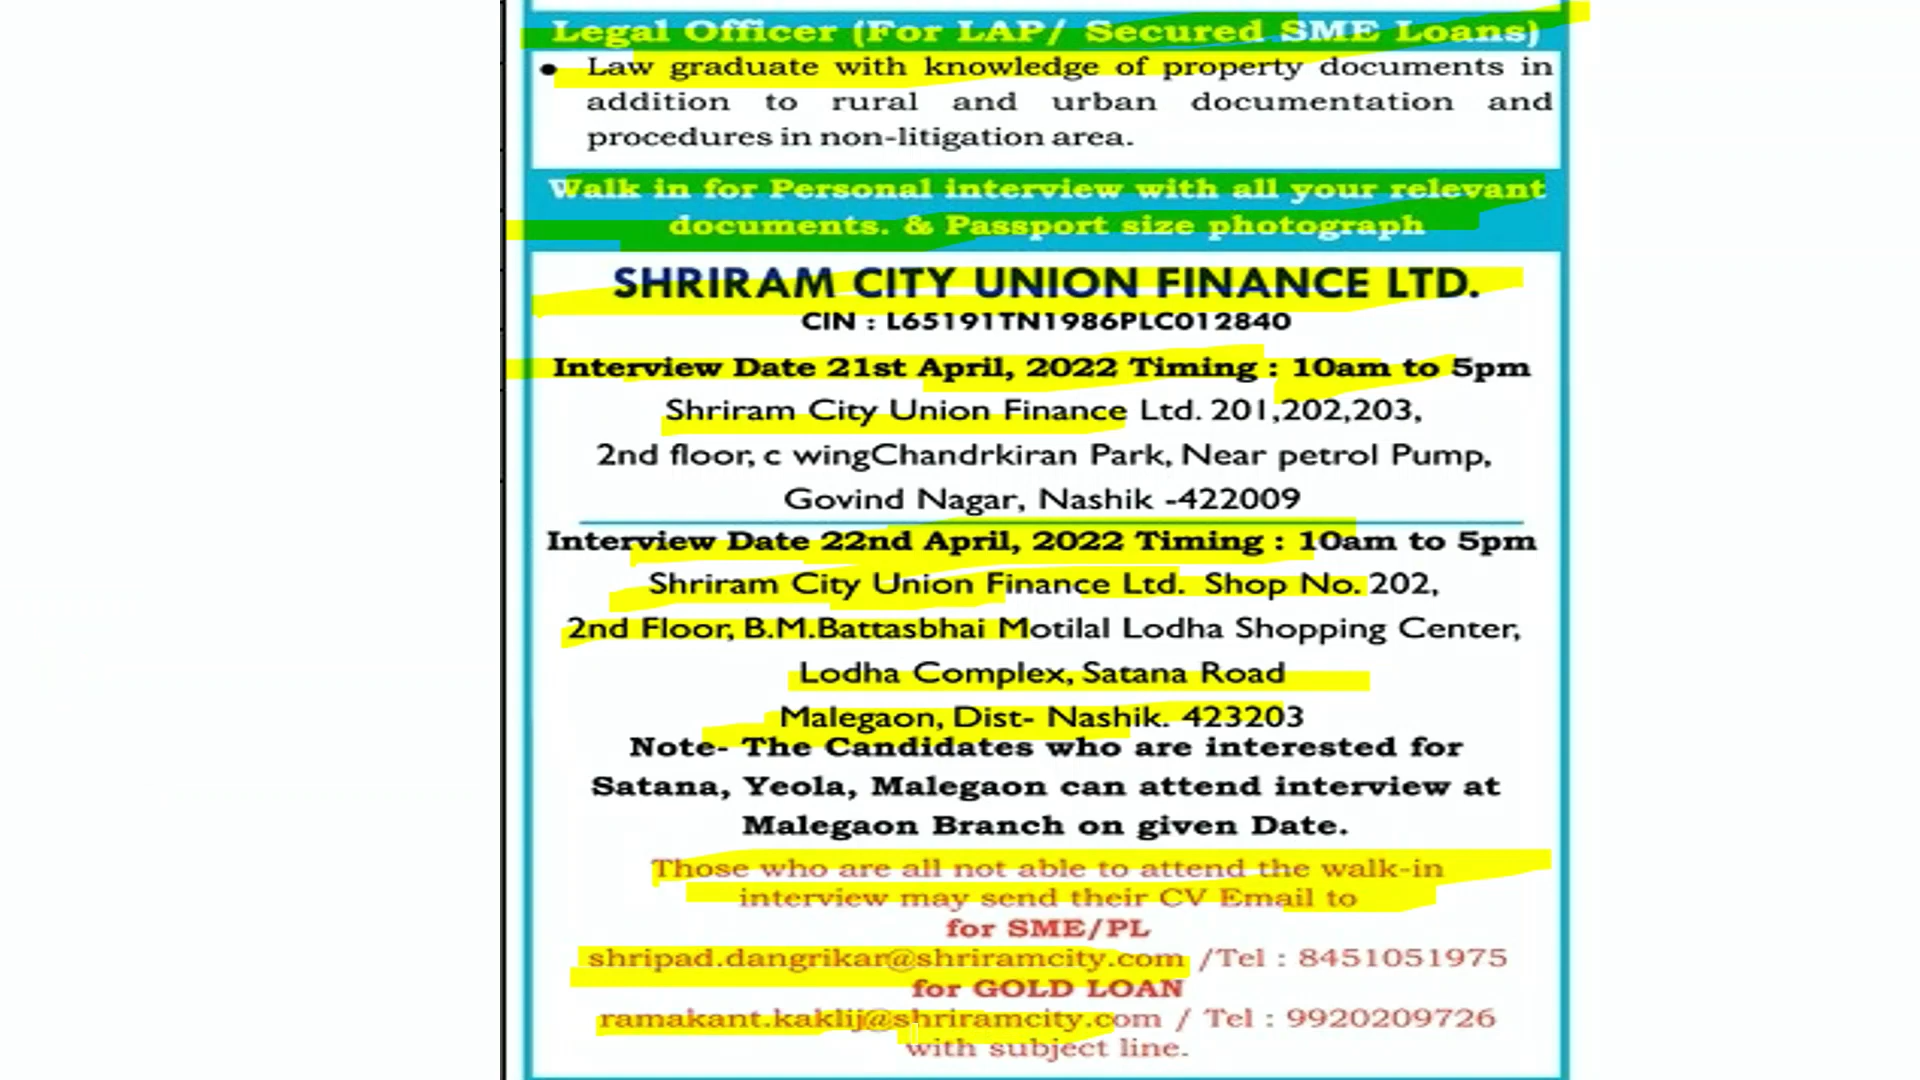 Legal Officer (For LAP/ Secured SME Loans)
● Law graduate with knowledge of property documents in
addition to rural and urban documentation and
procedures in non-litigation area.
Walk in for Personal interview with all your relevant
documents. & Passport size photograph
SHRIRAM CITY UNION FINANCE LTD.
CIN : L65191TN1986PLC012840
Interview Date 21st April, 2022 Timing : 10am to 5pm
Shriram City Union Finance Ltd. 201,202,203,
2nd floor, c wingChandrkiran Park, Near petrol Pump,
Govind Nagar, Nashik -422009
Interview Date 22nd April, 2022 Timing : 10am to 5pm
Shriram City Union Finance Ltd. Shop No. 202,
2nd Floor, B.M.Battasbhai Motilal Lodha Shopping Center,
Lodha Complex, Satana Road
Malegaon, Dist- Nashik. 423203
Note- The Candidates who are interested for
Satana, Yeola, Malegaon can attend interview at
Malegaon Branch on given Date.
Those who are all not able to attend the walk-in
interview may send their CV Email to
for SME/PL
shripad.dangrikar@shriramcity.com /Tel : 8451051975
for GOLD LOAN
ramakant.kaklij@shriramcity.com / Tel : 9920209726
with subject line.